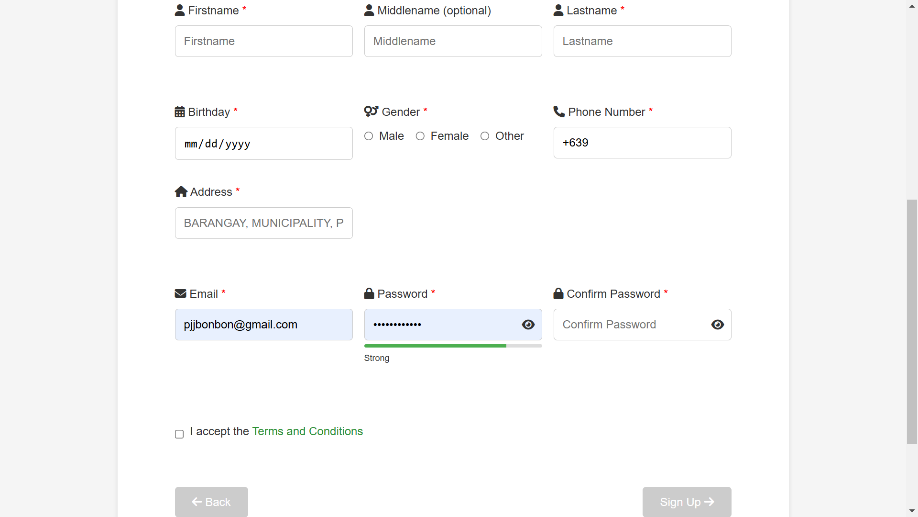 Firstname * Middlename (optional) Lastname *
Firstname Middlename Lastname
Birthday * Gender * Phone Number *
mm/dd/yyyy Male Female Other +639
Address *
BARANGAY, MUNICIPALITY, P
Email * Password * Confirm Password *
pjjbonbon@gmail.com •••••••••••• Confirm Password
Strong
I accept the Terms and Conditions
Back Sign Up